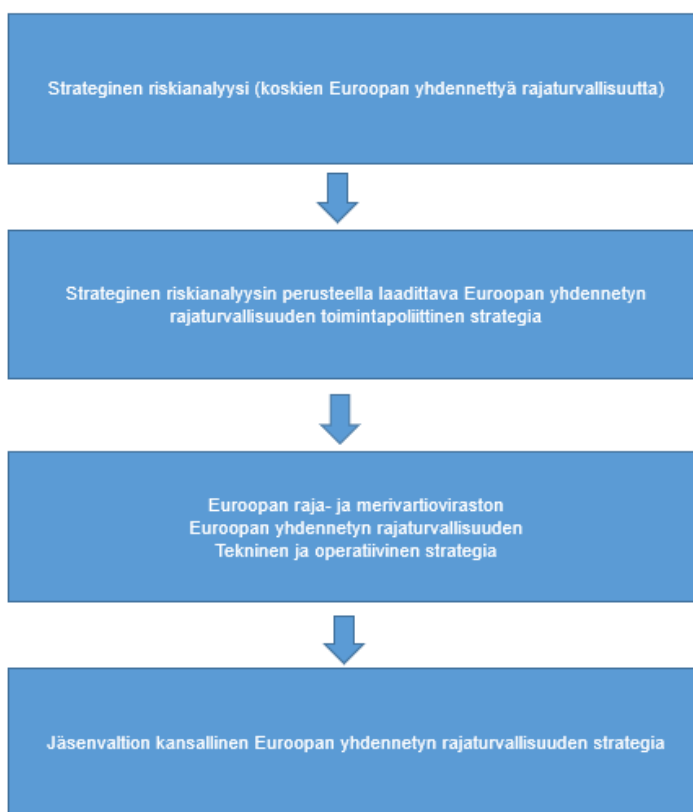 Strateginen riskianalyysi (koskien Euroopan yhdennettyä rajaturvallisuutta)
Strateginen riskianalyysin perusteella laadittava Euroopan yhdennetyn
rajaturvallisuuden toimintapoliittinen strategia
Euroopan raja- ja merivartioviraston
Euroopan yhdennetyn rajaturvallisuuden
Tekninen ja operatiivinen strategia
Jäsenvaltion kansallinen Euroopan yhdennetyn rajaturvallisuuden strategia